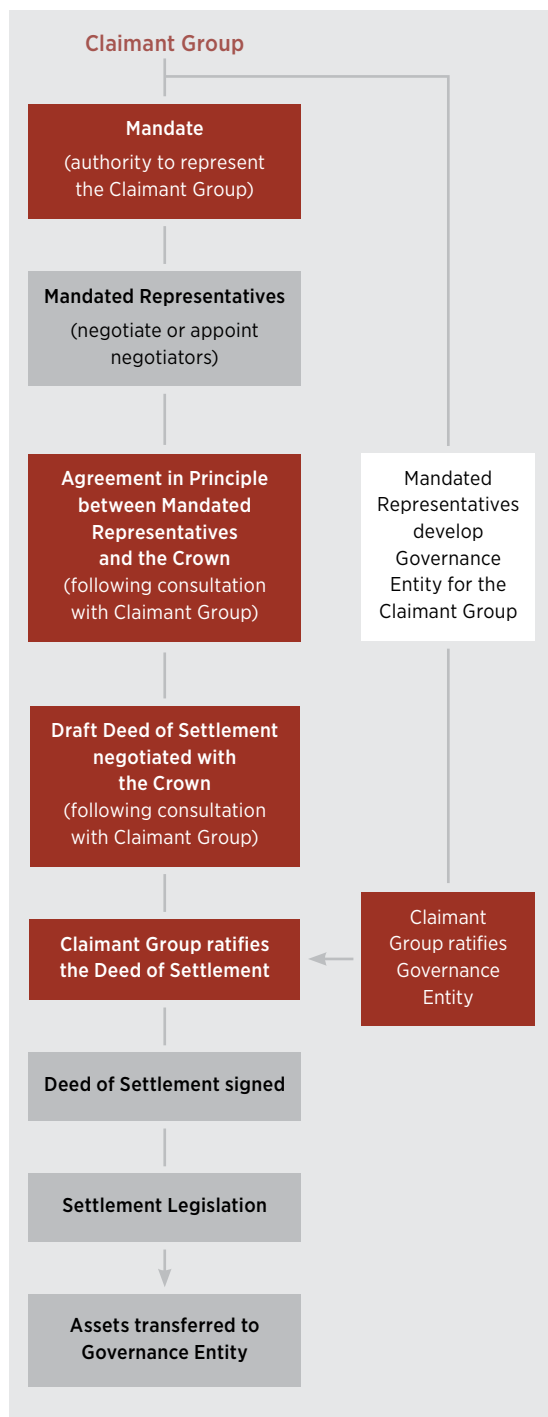 Claimant Group
Mandate
(authority to represent
the Claimant Group)
Mandated Representatives
(negotiate or appoint
negotiators)
Agreement in Principle
between Mandated
Representatives
and the Crown
(following consultation
with Claimant Group)
Mandated
Representatives
develop
Governance
Entity for the
Claimant Group
Draft Deed of Settlement
negotiated with
the Crown
(following consultation
with Claimant Group)
Claimant Group ratifies
the Deed of Settlement
Claimant
Group ratifies
Governance
Entity
Deed of Settlement signed
Settlement Legislation
Assets transferred to
Governance Entity